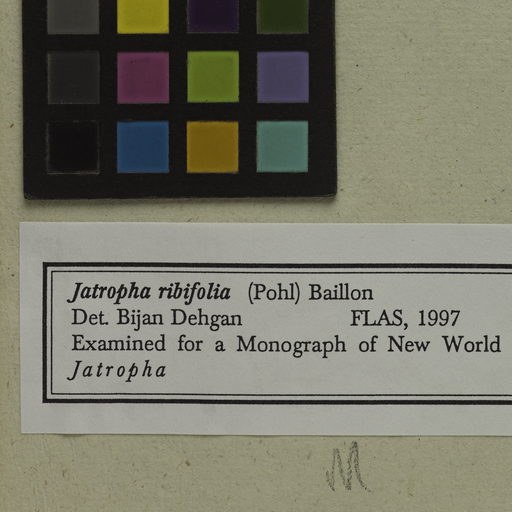 Jatropha ribifolia (Pohl) Baillon
Det. Bijan Dehgan FLAS, 1997
Examined for a Monograph of New World
Jatropha
M